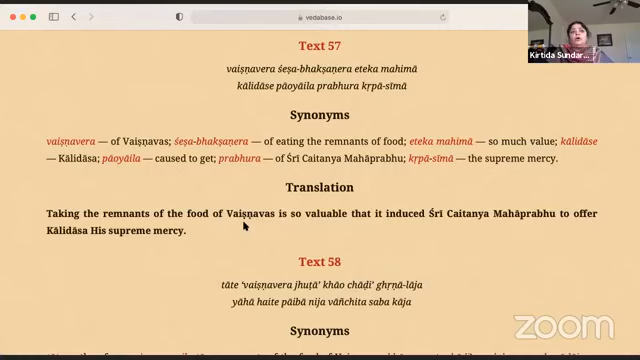 vedabase.io
Kirtida Sundar...
Text 57
vaiṣṇavera śeṣa-bhakṣaṇera eteka mahimā
kālidāse pāoyāila prabhura kṛpā-sīmā
Synonyms
vaiṣṇavera — of Vaiṣṇavas; śeṣa-bhakṣaṇera — of eating the remnants of food; eteka mahimā — so much value; kālidāse
— Kālidāsa; pāoyāila — caused to get; prabhura — of Śrī Caitanya Mahāprabhu; kṛpā-sīmā — the supreme mercy.
Translation
Taking the remnants of the food of Vaiṣṇavas is so valuable that it induced Śrī Caitanya Mahāprabhu to offer
Kālidāsa His supreme mercy.
Text 58
tāte ‘vaiṣṇavera jhuṭā’ khāo chāḍi’ ghṛṇā-lāja
yāhā haite pāibā nija vāñchita saba kāja
Synonyms
zoom